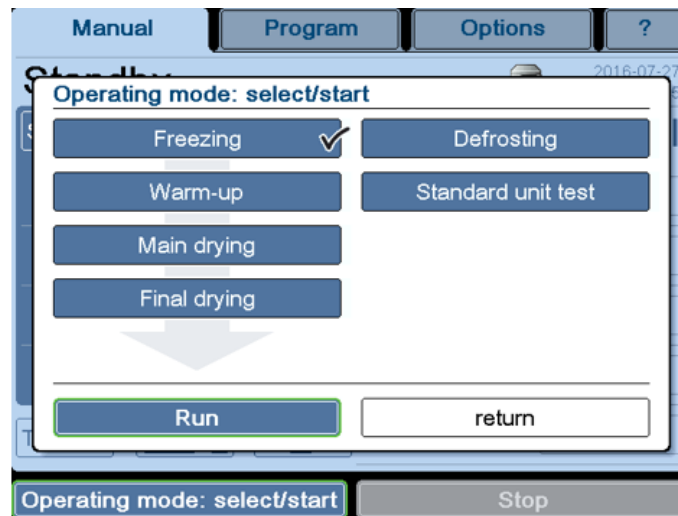 Manual
Program
Options
?
2016-07-27
Operating mode: select/start
Freezing
Defrosting
Warm-up
Standard unit test
Main drying
Final drying
Run
return
Operating mode: select/start
Stop